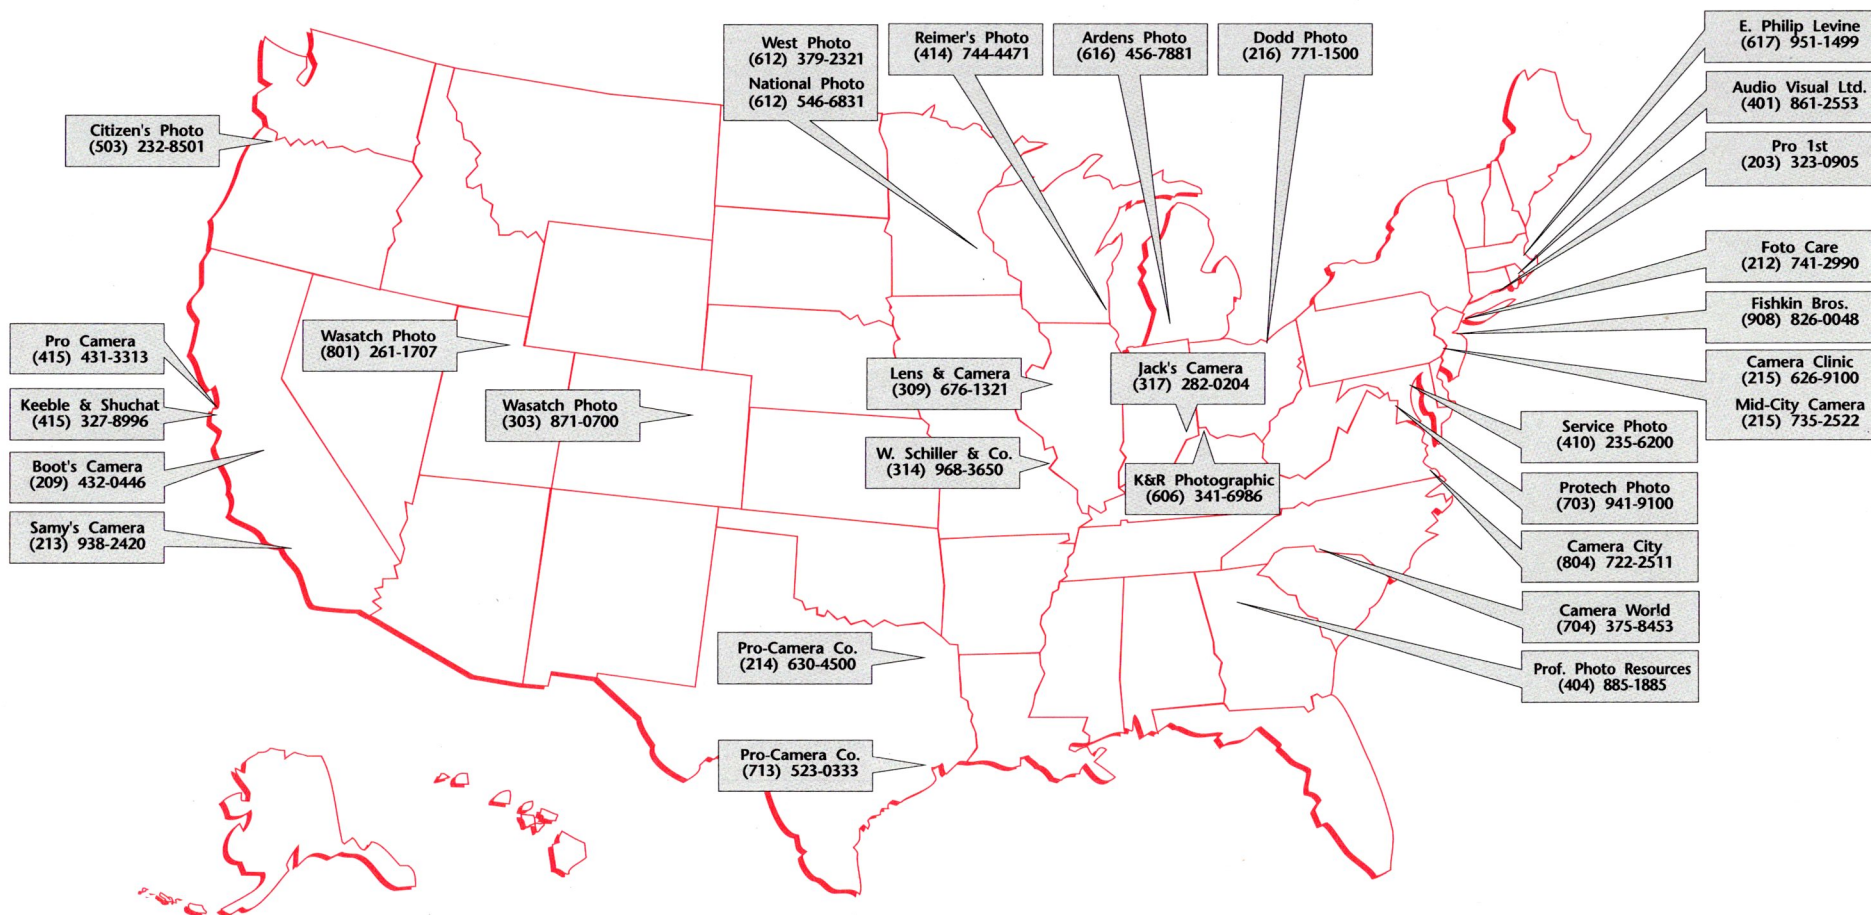 West Photo
(612) 379-2321
National Photo
(612) 546-6831
Reimer's Photo
(414) 744-4471
Ardens Photo
(616) 456-7881
Dodd Photo
(216) 771-1500
E. Philip Levine
(617) 951-1499
Audio Visual Ltd.
(401) 861-2553
Pro 1st
(203) 323-0905
Citizen's Photo
(503) 232-8501
Foto Care
(212) 741-2990
Fishkin Bros.
(908) 826-0048
Pro Camera
(415) 431-3313
Wasatch Photo
(801) 261-1707
Lens & Camera
(309) 676-1321
Jack's Camera
(317) 282-0204
Camera Clinic
(215) 626-9100
Mid-City Camera
(215) 735-2522
Keeble & Shuchat
(415) 327-8996
Wasatch Photo
(303) 871-0700
Service Photo
(410) 235-6200
Boot's Camera
(209) 432-0446
W. Schiller & Co.
(314) 968-3650
K&R Photographic
(606) 341-6986
Protech Photo
(703) 941-9100
Samy's Camera
(213) 938-2420
Camera City
(804) 722-2511
Camera World
(704) 375-8453
Pro-Camera Co.
(214) 630-4500
Prof. Photo Resources
(404) 885-1885
Pro-Camera Co.
(713) 523-0333